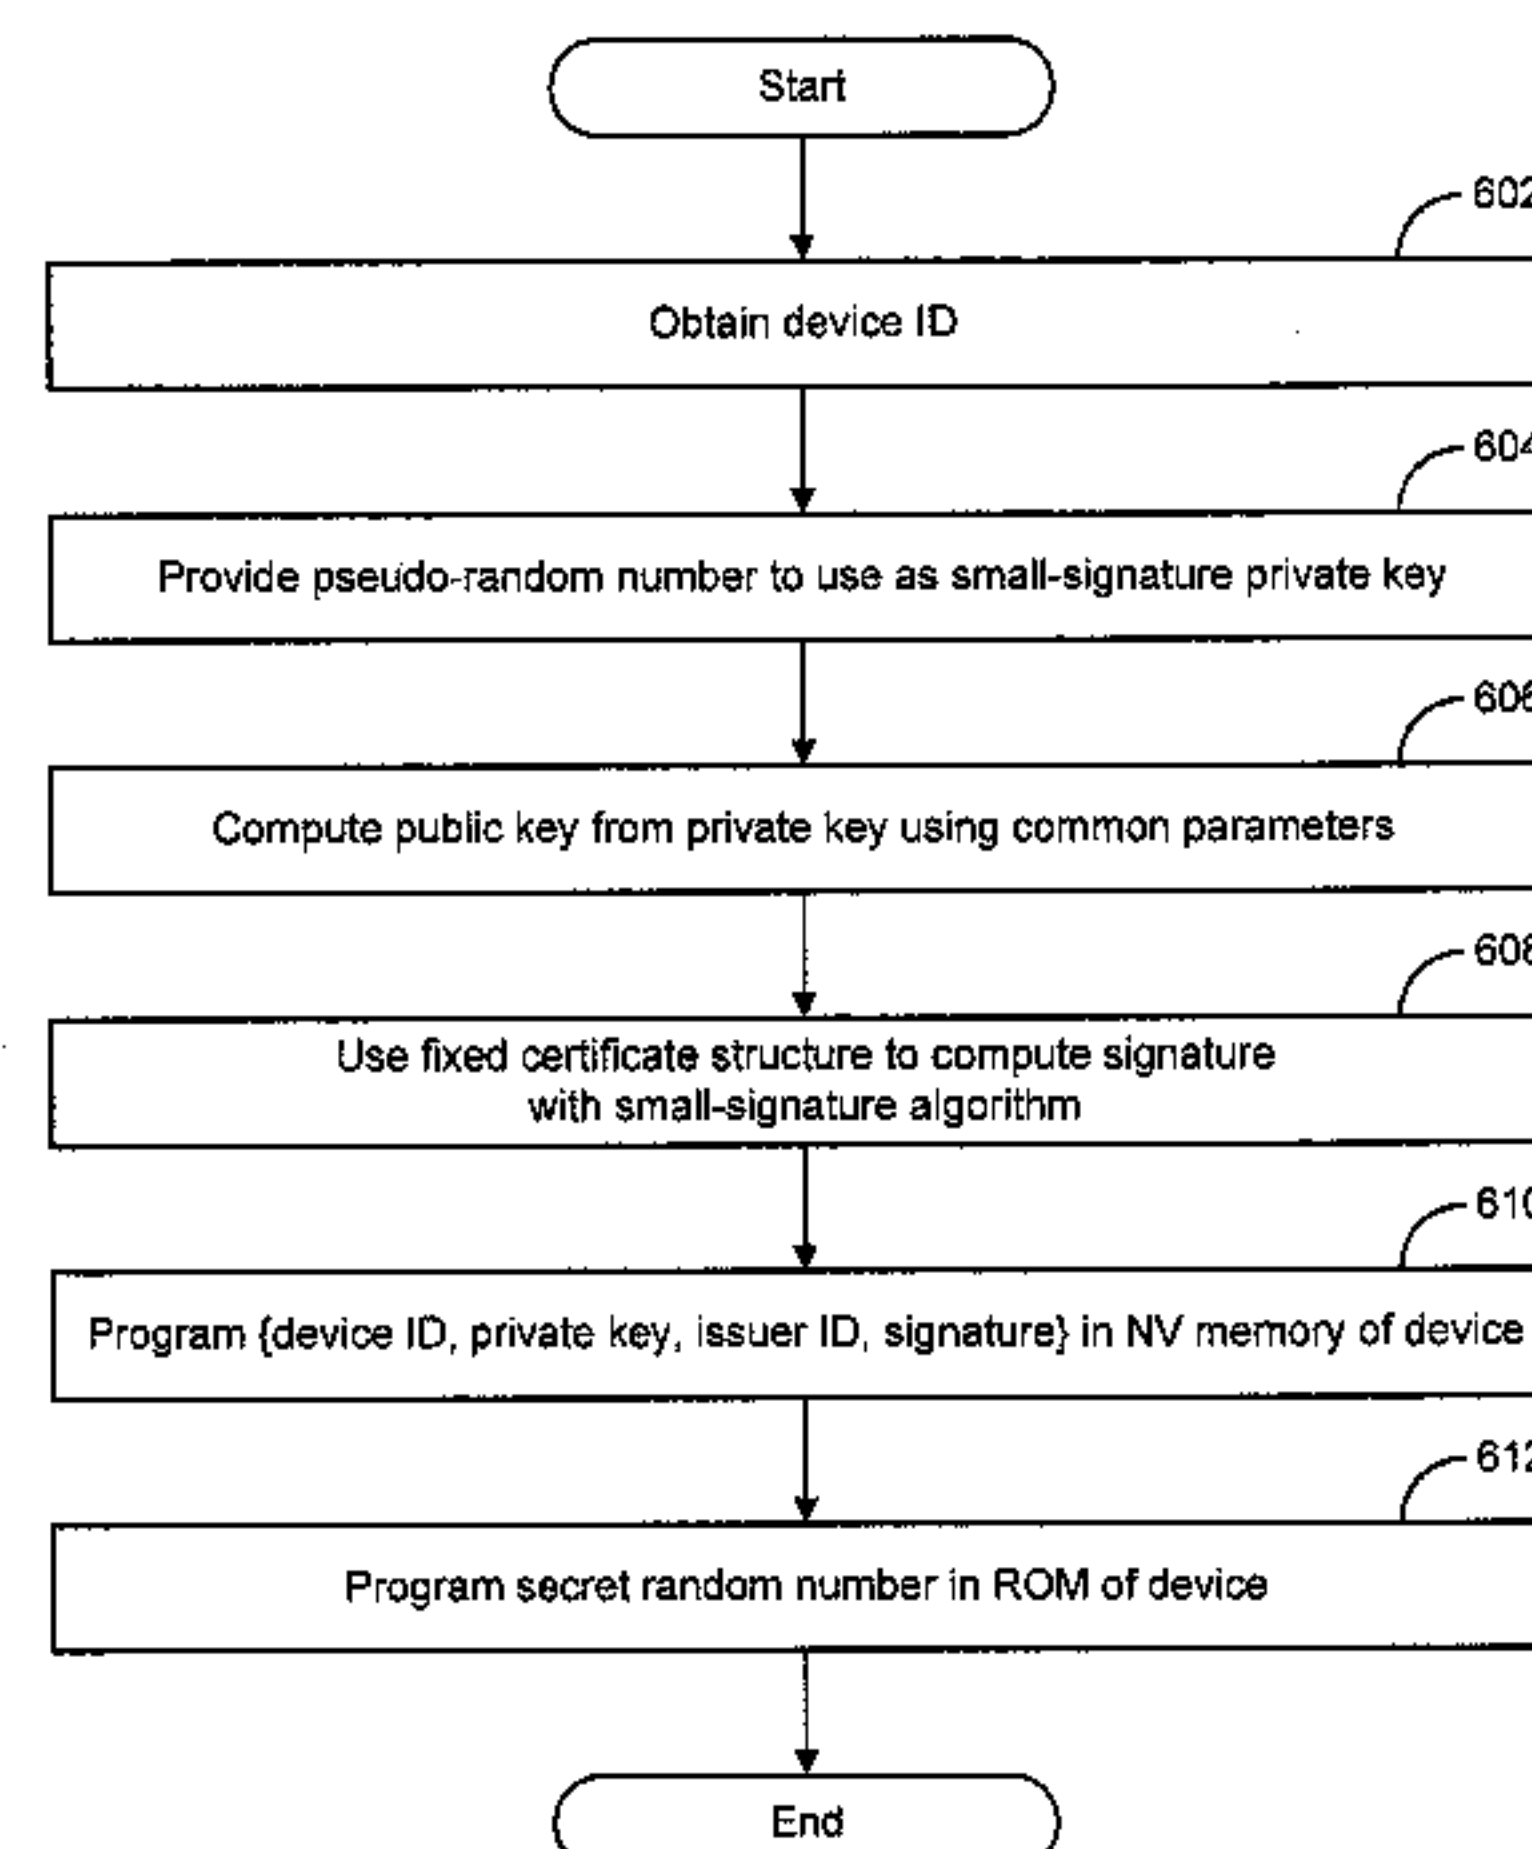 Start
602
Obtain device ID
604
Provide pseudo-random number to use as small-signature private key
606
Compute public key from private key using common parameters
608
Use fixed certificate structure to compute signature
with small-signature algorithm
610
Program {device ID, private key, issuer ID, signature} in NV memory of device
612
Program secret random number in ROM of device
End